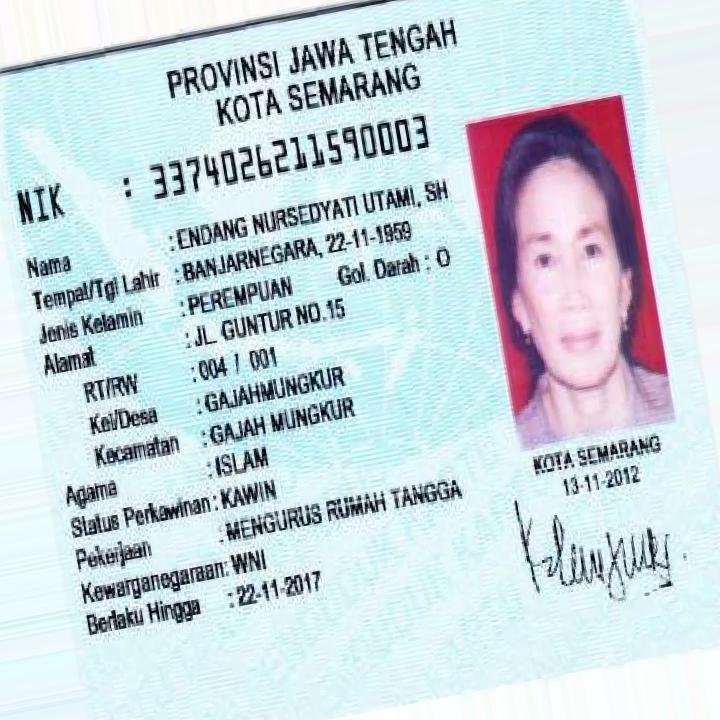 PROVINSI JAWA TENGAH
KOTA SEMARANG
NIK : 3374026211590003
Nama : ENDANG NURSEDYATI UTAMI, SH
Tempat/Tgl Lahir : BANJARNEGARA, 22-11-1959
Jenis Kelamin : PEREMPUAN Gol. Darah : O
Alamat : JL. GUNTUR NO.15
RT/RW : 004 / 001
Kel/Desa : GAJAHMUNGKUR
Kecamatan : GAJAH MUNGKUR
Agama : ISLAM
Status Perkawinan : KAWIN
Pekerjaan : MENGURUS RUMAH TANGGA
Kewarganegaraan: WNI
Berlaku Hingga : 22-11-2017
KOTA SEMARANG
13-11-2012